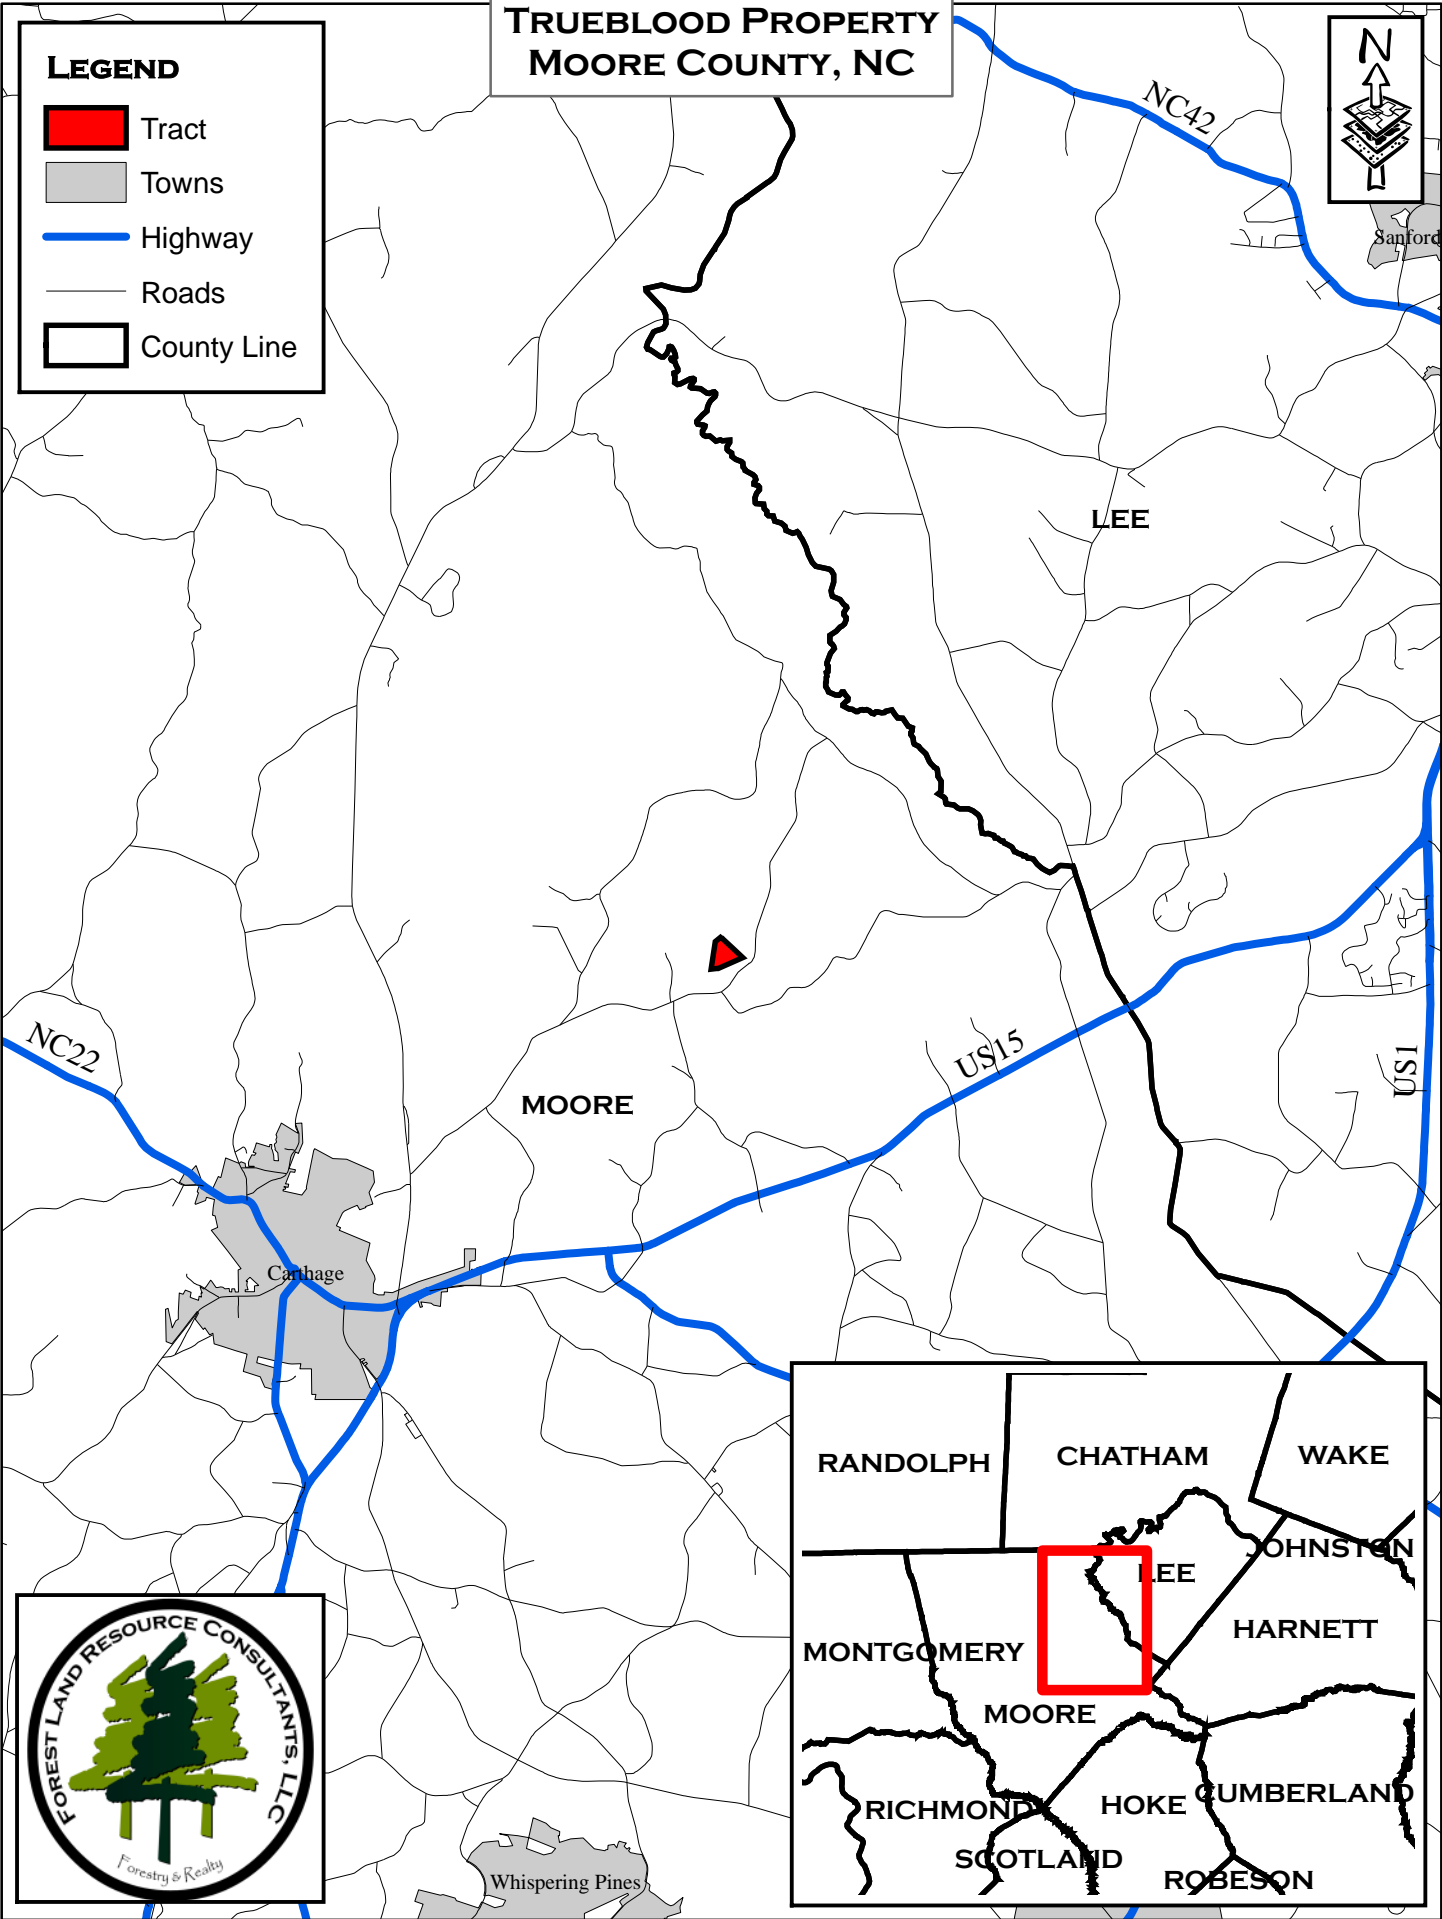 TRUEBLOOD PROPERTY
MOORE COUNTY, NC
LEGEND
Tract
Towns
Highway
Roads
County Line
N
NC42
Sanford
LEE
NC22
US15
US1
MOORE
Carthage
Whispering Pines
RANDOLPH
CHATHAM
WAKE
JOHNSTON
LEE
HARNETT
MONTGOMERY
MOORE
CUMBERLAND
RICHMOND
HOKE
SCOTLAND
ROBESON
FOREST LAND RESOURCE CONSULTANTS, LLC
Forestry & Realty